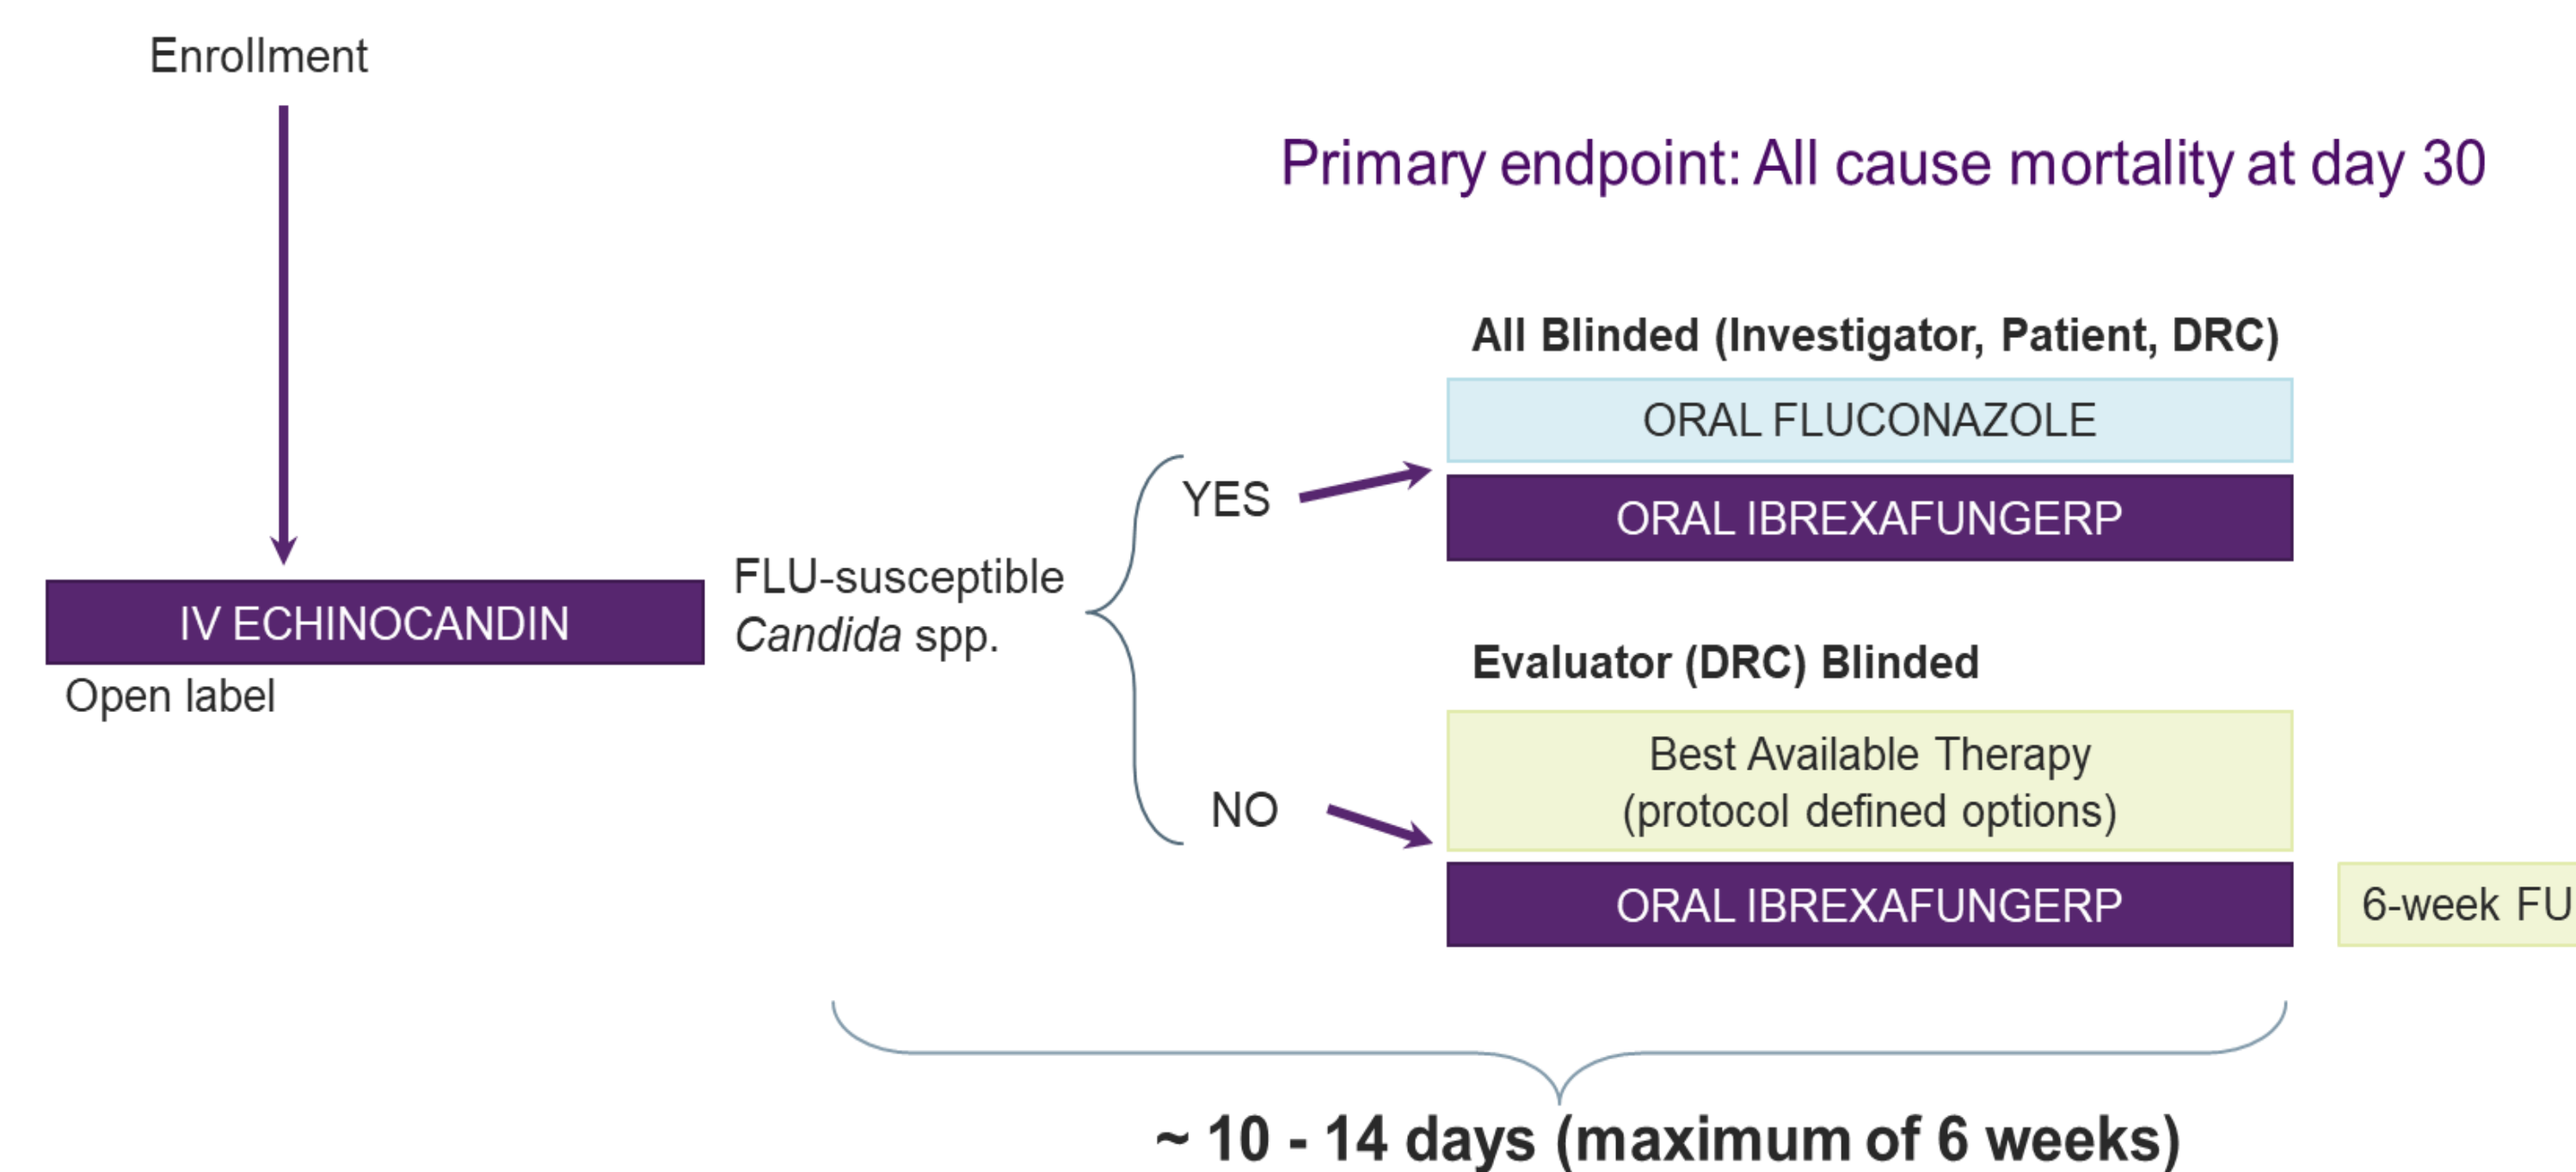 Enrollment
Primary endpoint: All cause mortality at day 30
All Blinded (Investigator, Patient, DRC)
ORAL FLUCONAZOLE
YES
ORAL IBREXAFUNGERP
FLU-susceptible
Candida spp.
IV ECHINOCANDIN
Open label
Evaluator (DRC) Blinded
Best Available Therapy
(protocol defined options)
NO
ORAL IBREXAFUNGERP
6-week FU
~ 10 - 14 days (maximum of 6 weeks)